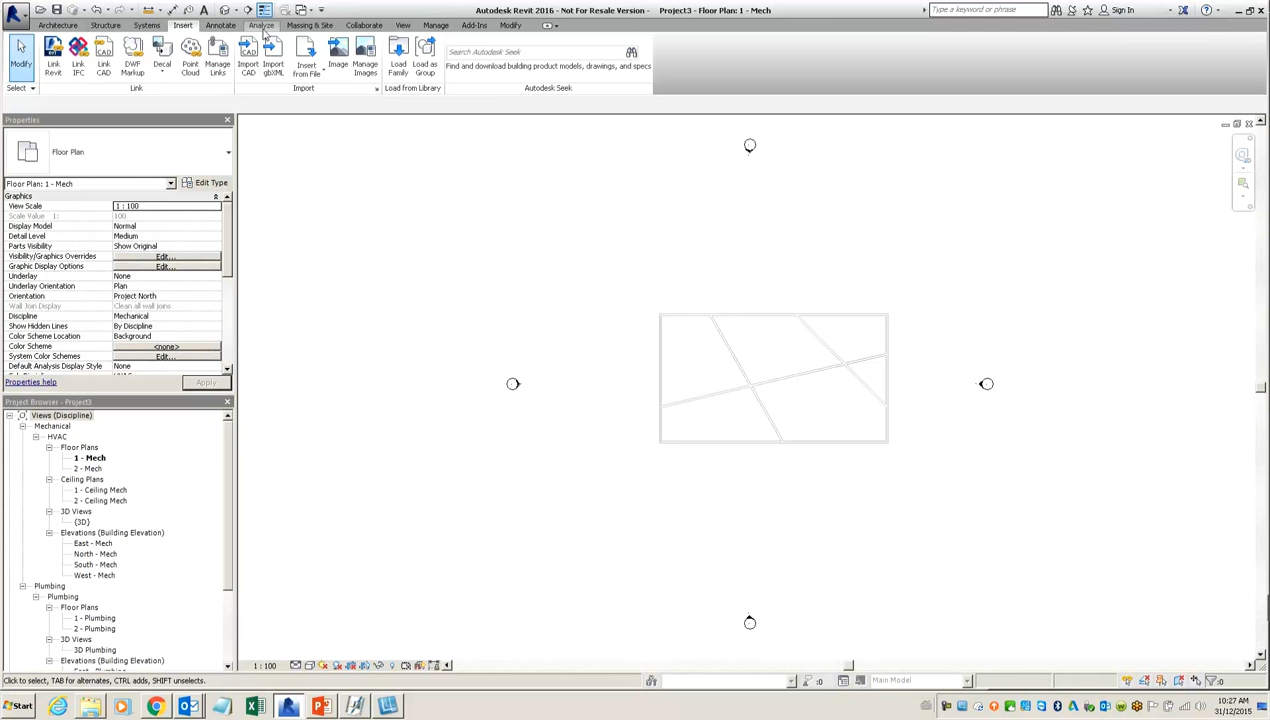 Autodesk Revit 2016 - Not For Resale Version - Project3 - Floor Plan: 1 - Mech
Type a keyword or phrase
Sign In
Architecture Structure Systems Insert Annotate Analyze Massing & Site Collaborate View Manage Add-Ins Modify
Modify
Link Revit
Link IFC
Link CAD
DWF Markup
Decal
Point Cloud
Manage Links
Import CAD
Import gbXML
Insert from File
Image
Manage Images
Load Family
Load as Group
Search Autodesk Seek
Find and download building product models, drawings, and specs
Select
Link
Import
Load from Library
Autodesk Seek
Properties
Floor Plan
Floor Plan: 1 - Mech
Edit Type
Graphics
View Scale 1 : 100
Scale Value 1: 100
Display Model Normal
Detail Level Medium
Parts Visibility Show Original
Visibility/Graphics Overrides Edit...
Graphic Display Options Edit...
Underlay None
Underlay Orientation Plan
Orientation Project North
Wall Join Display Clean all wall joins
Discipline Mechanical
Show Hidden Lines By Discipline
Color Scheme Location Background
Color Scheme <none>
System Color Schemes Edit...
Default Analysis Display Style None
Properties help
Apply
Project Browser - Project3
Views (Discipline)
Mechanical
HVAC
Floor Plans
1 - Mech
2 - Mech
Ceiling Plans
1 - Ceiling Mech
2 - Ceiling Mech
3D Views
{3D}
Elevations (Building Elevation)
East - Mech
North - Mech
South - Mech
West - Mech
Plumbing
Plumbing
Floor Plans
1 - Plumbing
2 - Plumbing
3D Views
3D Plumbing
Elevations (Building Elevation)
1 : 100
Click to select, TAB for alternates, CTRL adds, SHIFT unselects.
:0
Main Model
:0
Start
10:27 AM
31/12/2015